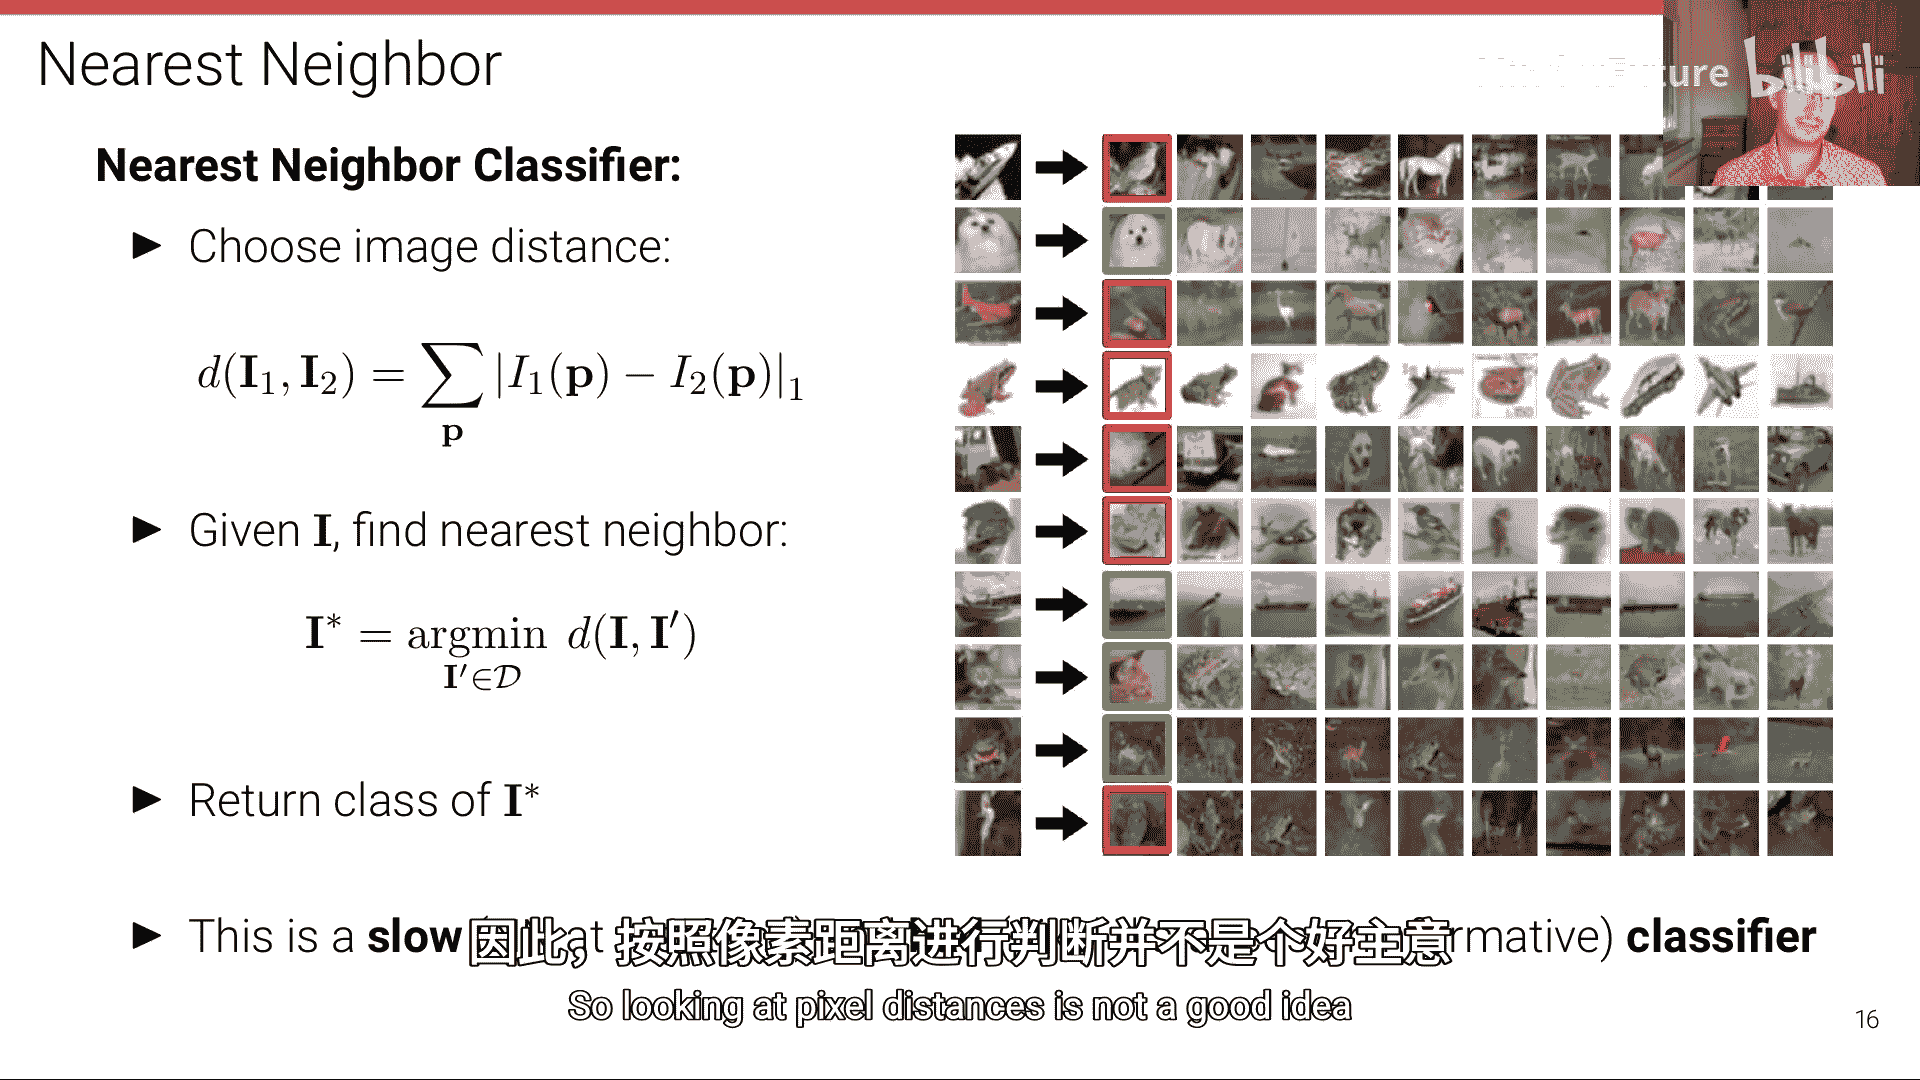 Nearest Neighbor
ture bilibili
Nearest Neighbor Classifier:
► Choose image distance:
d(I₁, I₂) = ∑ₚ |I₁(p) − I₂(p)|₁
► Given I, find nearest neighbor:
I* = argmin d(I, I′)
I′∈𝒟
► Return class of I*
► This is a slow at rmative) classifier
因此，按照像素距离进行判断并不是个好主意
So looking at pixel distances is not a good idea
16